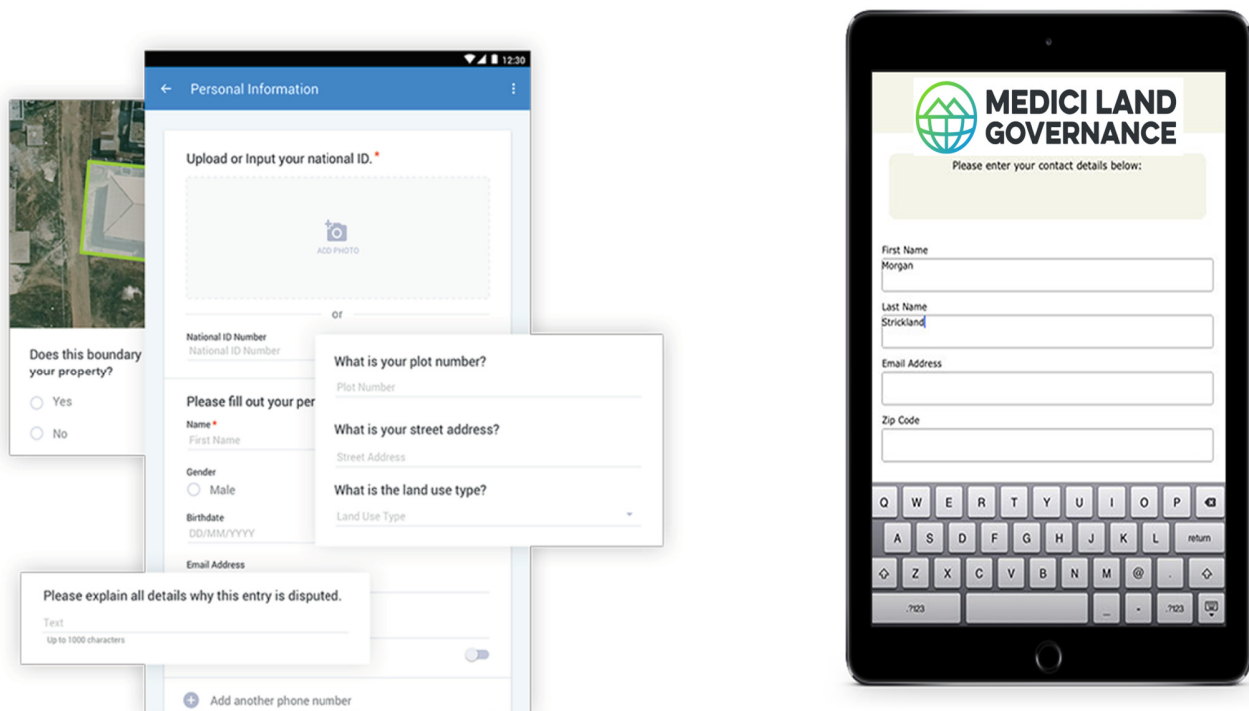 12:30
Personal Information
Upload or Input your national ID. *
ADD PHOTO
or
National ID Number
National ID Number
Does this boundary
your property?
Yes
No
Please fill out your per
Name *
First Name
Gender
Male
Birthdate
DD/MM/YYYY
Email Address
What is your plot number?
Plot Number
What is your street address?
Street Address
What is the land use type?
Land Use Type
Please explain all details why this entry is disputed.
Text
Up to 1000 characters
Add another phone number
MEDICI LAND
GOVERNANCE
Please enter your contact details below:
First Name
Morgan
Last Name
Strickland
Email Address
Zip Code
Q W E R T Y U I O P
A S D F G H J K L return
Z X C V B N M @ .
.?123 _ - .?123